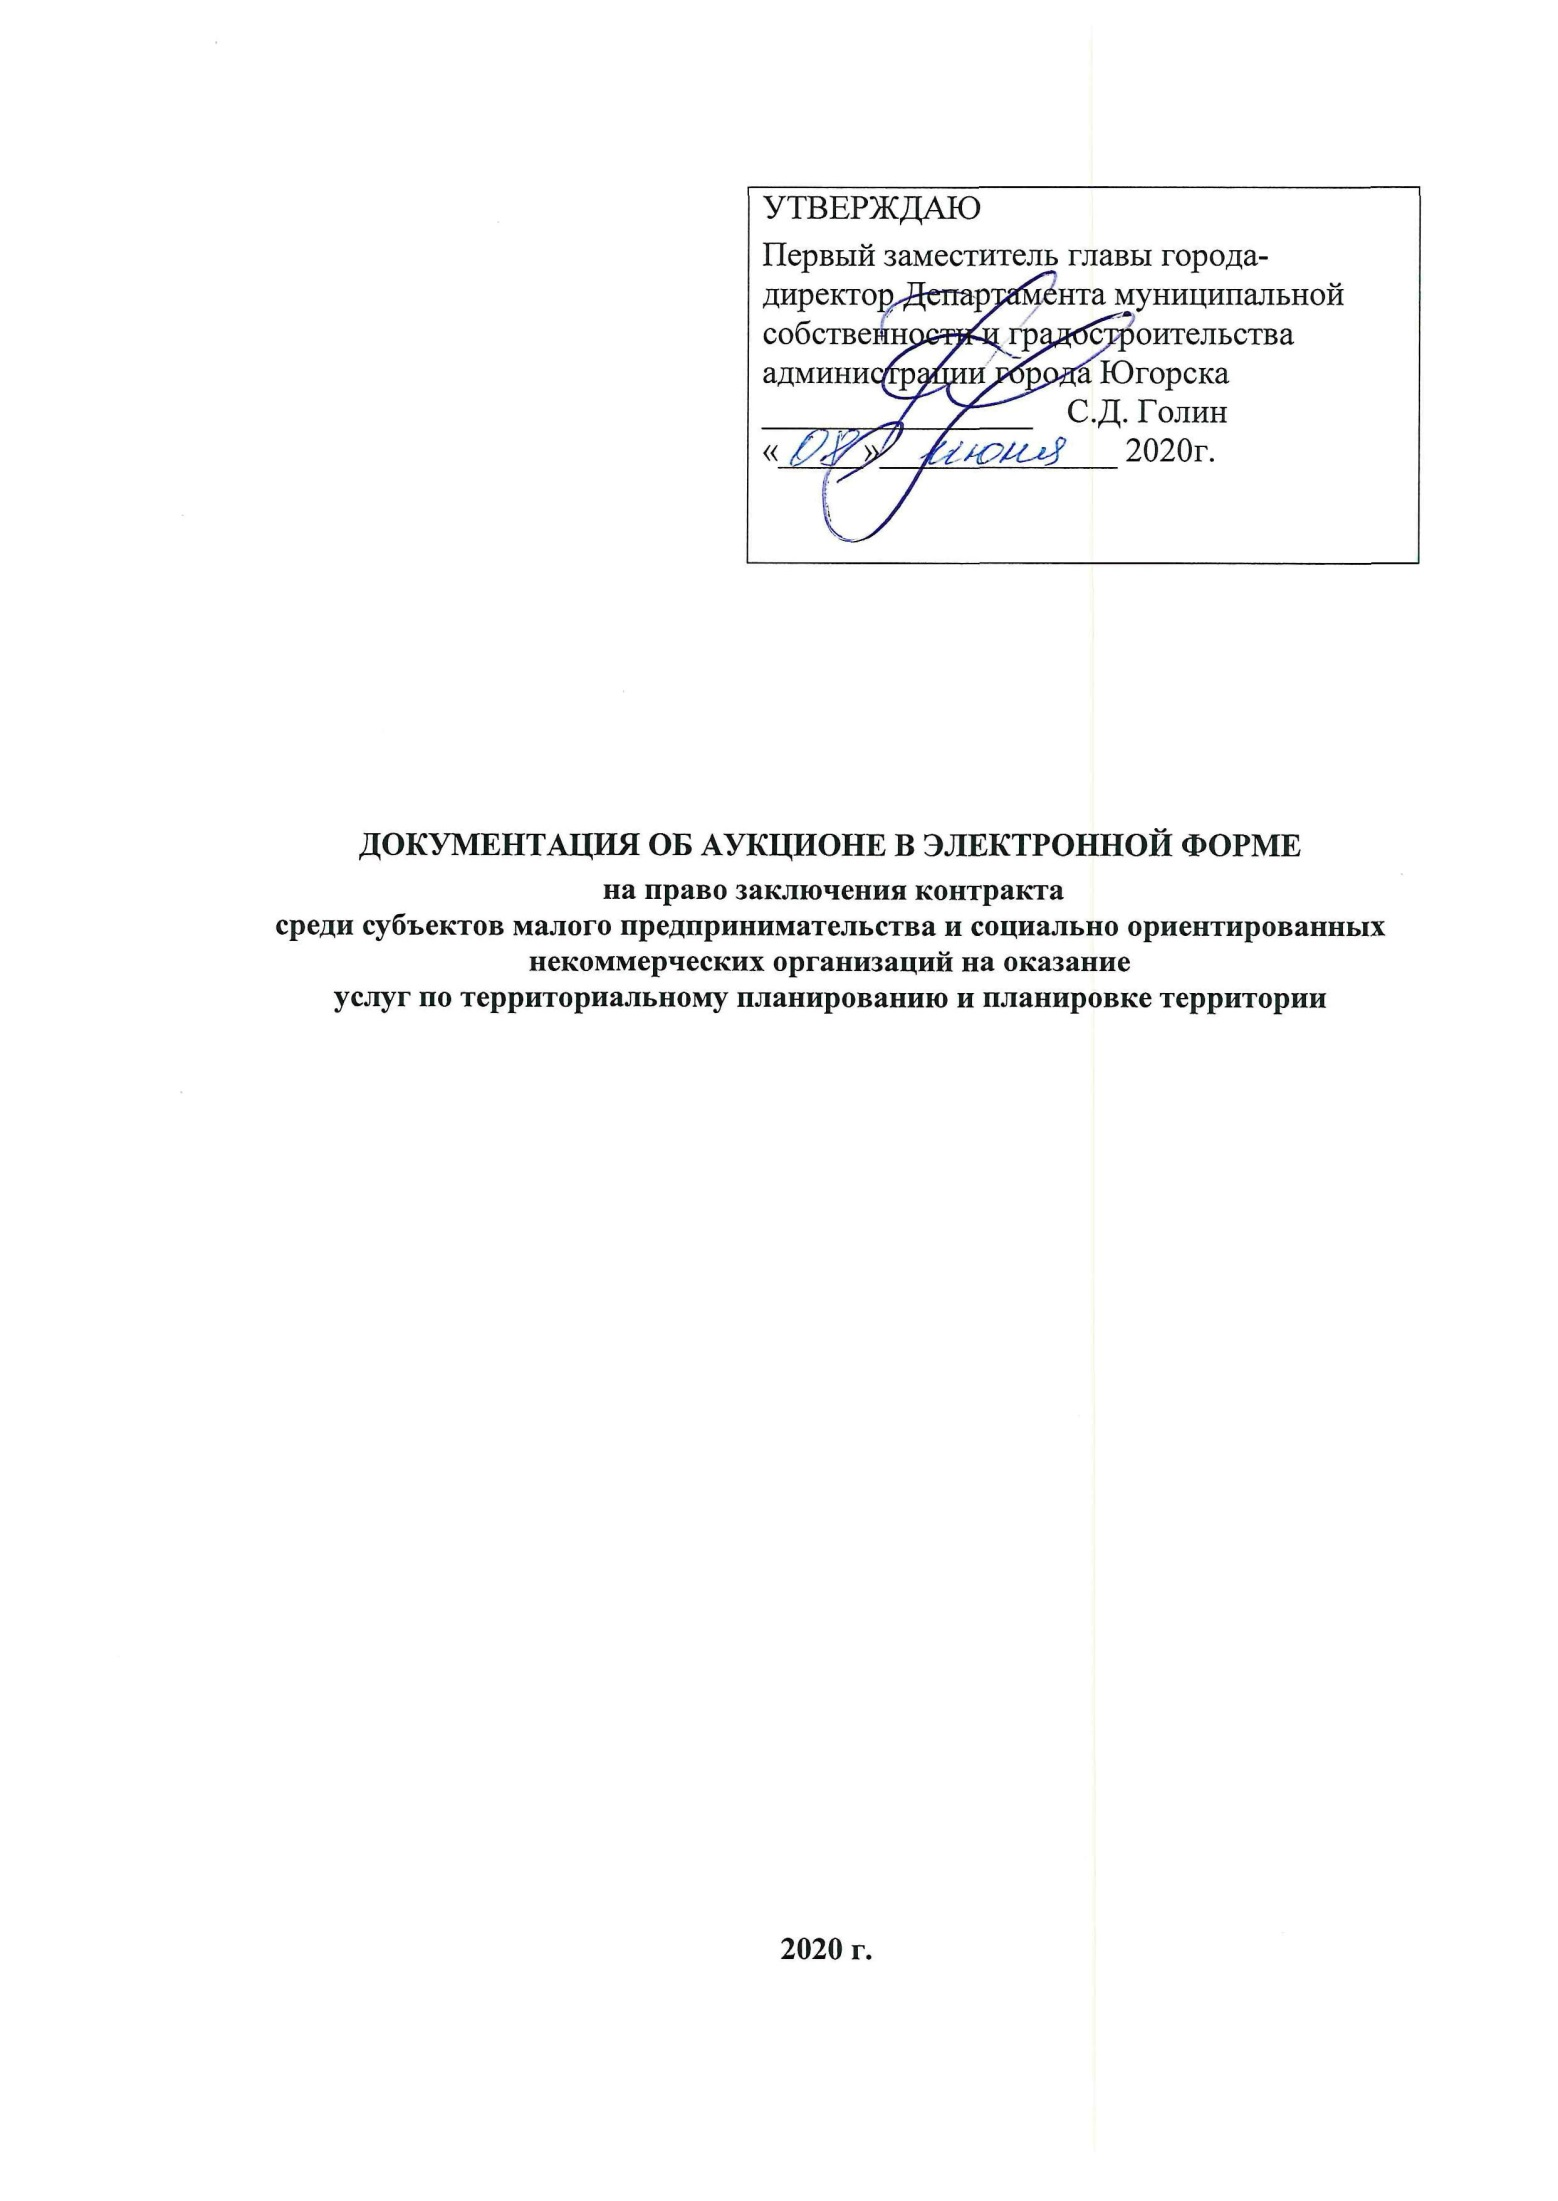 УТВЕРЖДАЮ
Первый заместитель главы города-
директор Департамента муниципальной
собственности и градостроительства
администрации города Югорска
________________ С.Д. Голин
«08» июня 2020г.
ДОКУМЕНТАЦИЯ ОБ АУКЦИОНЕ В ЭЛЕКТРОННОЙ ФОРМЕ
на право заключения контракта
среди субъектов малого предпринимательства и социально ориентированных
некоммерческих организаций на оказание
услуг по территориальному планированию и планировке территории
2020 г.